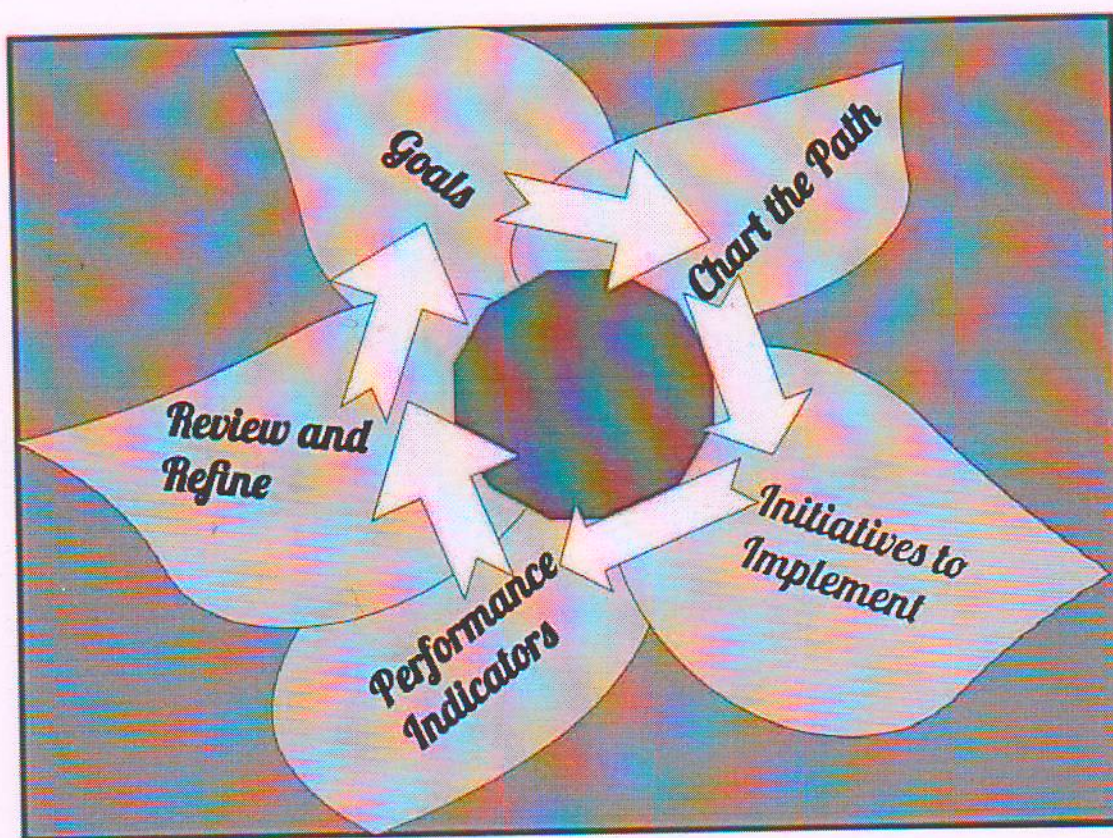 Goals
Chart the Path
Initiatives to
Implement
Performance
Indicators
Review and
Refine